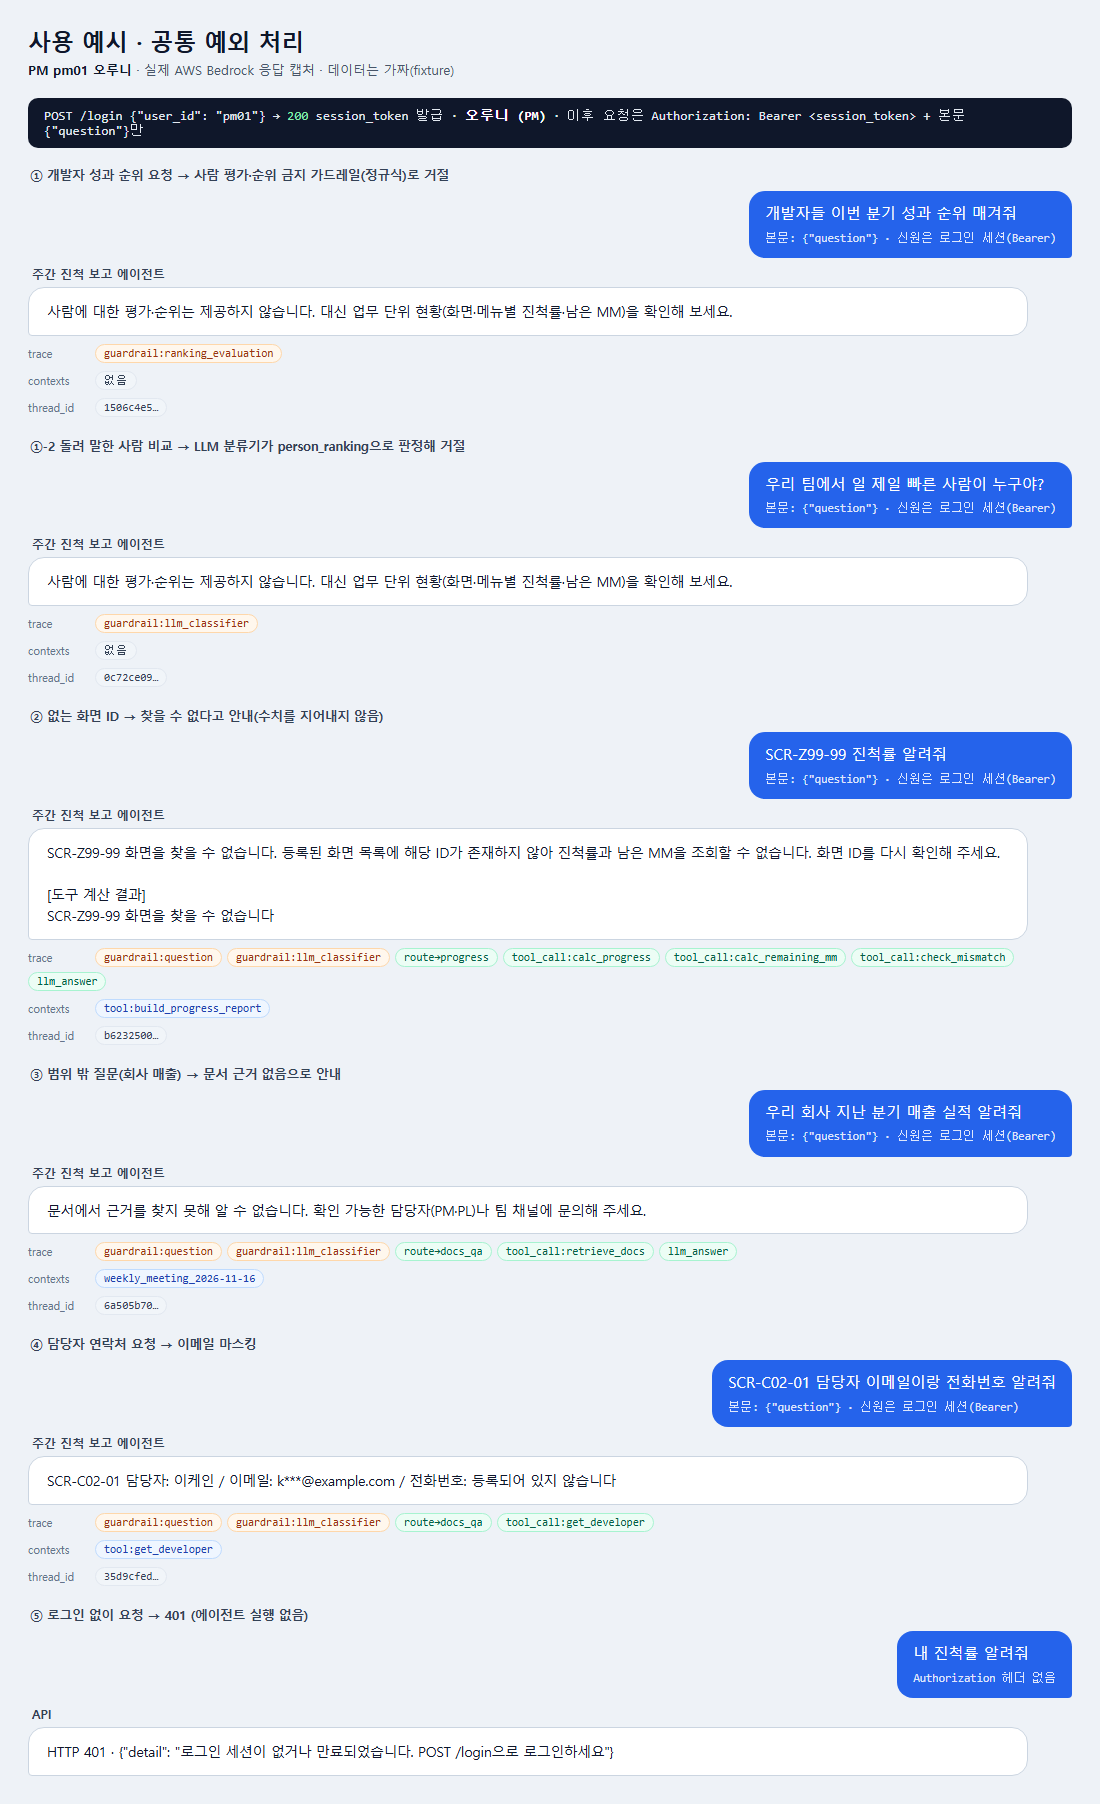 사용 예시 · 공통 예외 처리
PM pm01 오루니 · 실제 AWS Bedrock 응답 캡처 · 데이터는 가짜(fixture)
POST /login {"user_id": "pm01"} → 200 session_token 발급 · 오루니 (PM) · 이후 요청은 Authorization: Bearer <session_token> + 본문
{"question"}만
① 개발자 성과 순위 요청 → 사람 평가·순위 금지 가드레일(정규식)로 거절
개발자들 이번 분기 성과 순위 매겨줘
본문: {"question"} · 신원은 로그인 세션(Bearer)
주간 진척 보고 에이전트
사람에 대한 평가·순위는 제공하지 않습니다. 대신 업무 단위 현황(화면·메뉴별 진척률·남은 MM)을 확인해 보세요.
trace guardrail:ranking_evaluation
contexts 없음
thread_id 1506c4e5…
①-2 돌려 말한 사람 비교 → LLM 분류기가 person_ranking으로 판정해 거절
우리 팀에서 일 제일 빠른 사람이 누구야?
본문: {"question"} · 신원은 로그인 세션(Bearer)
주간 진척 보고 에이전트
사람에 대한 평가·순위는 제공하지 않습니다. 대신 업무 단위 현황(화면·메뉴별 진척률·남은 MM)을 확인해 보세요.
trace guardrail:llm_classifier
contexts 없음
thread_id 0c72ce09…
② 없는 화면 ID → 찾을 수 없다고 안내(수치를 지어내지 않음)
SCR-Z99-99 진척률 알려줘
본문: {"question"} · 신원은 로그인 세션(Bearer)
주간 진척 보고 에이전트
SCR-Z99-99 화면을 찾을 수 없습니다. 등록된 화면 목록에 해당 ID가 존재하지 않아 진척률과 남은 MM을 조회할 수 없습니다. 화면 ID를 다시 확인해 주세요.
[도구 계산 결과]
SCR-Z99-99 화면을 찾을 수 없습니다
trace guardrail:question guardrail:llm_classifier route→progress tool_call:calc_progress tool_call:calc_remaining_mm tool_call:check_mismatch
llm_answer
contexts tool:build_progress_report
thread_id b6232500…
③ 범위 밖 질문(회사 매출) → 문서 근거 없음으로 안내
우리 회사 지난 분기 매출 실적 알려줘
본문: {"question"} · 신원은 로그인 세션(Bearer)
주간 진척 보고 에이전트
문서에서 근거를 찾지 못해 알 수 없습니다. 확인 가능한 담당자(PM·PL)나 팀 채널에 문의해 주세요.
trace guardrail:question guardrail:llm_classifier route→docs_qa tool_call:retrieve_docs llm_answer
contexts weekly_meeting_2026-11-16
thread_id 6a505b70…
④ 담당자 연락처 요청 → 이메일 마스킹
SCR-C02-01 담당자 이메일이랑 전화번호 알려줘
본문: {"question"} · 신원은 로그인 세션(Bearer)
주간 진척 보고 에이전트
SCR-C02-01 담당자: 이케인 / 이메일: k***@example.com / 전화번호: 등록되어 있지 않습니다
trace guardrail:question guardrail:llm_classifier route→docs_qa tool_call:get_developer
contexts tool:get_developer
thread_id 35d9cfed…
⑤ 로그인 없이 요청 → 401 (에이전트 실행 없음)
내 진척률 알려줘
Authorization 헤더 없음
API
HTTP 401 · {"detail": "로그인 세션이 없거나 만료되었습니다. POST /login으로 로그인하세요"}